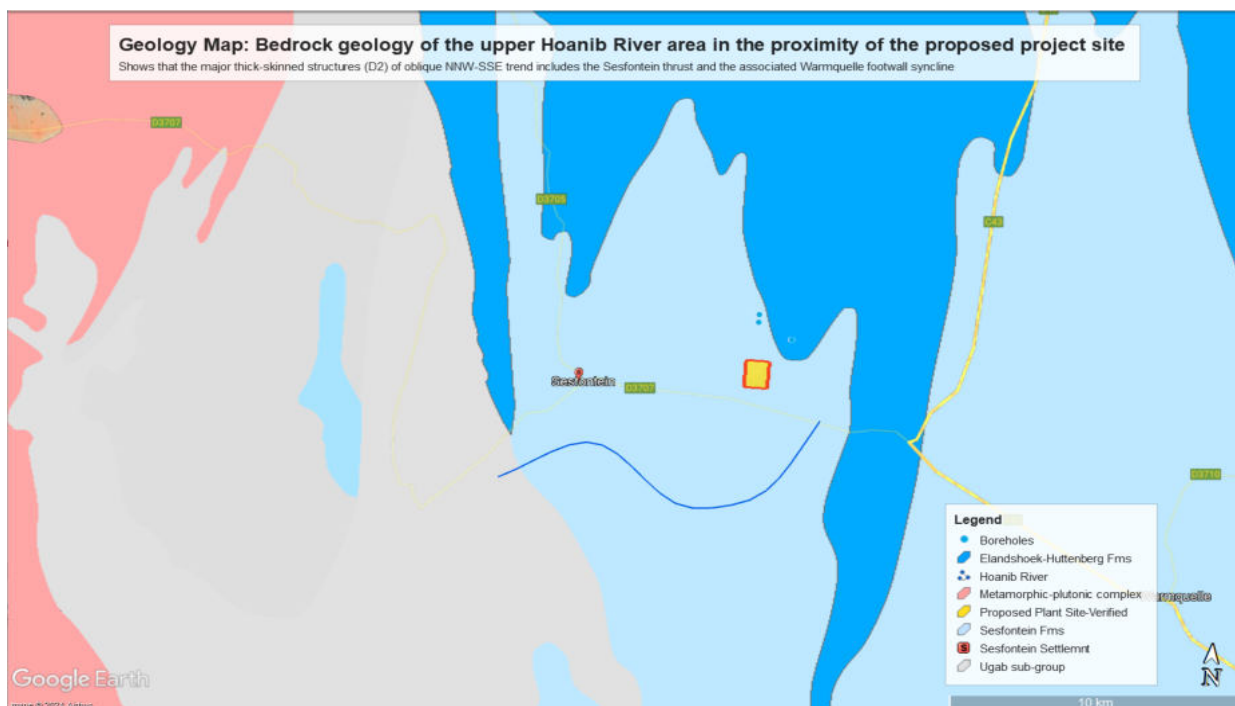 Geology Map: Bedrock geology of the upper Hoanib River area in the proximity of the proposed project site
Shows that the major thick-skinned structures (D2) of oblique NNW-SSE trend includes the Sesfontein thrust and the associated Warmquelle footwall syncline
D3707
D3705
C43
Sesfontein
D3707
D3710
Legend
Boreholes
Elandshoek-Huttenberg Fms
Hoanib River
Metamorphic-plutonic complex
Proposed Plant Site-Verified
Sesfontein Fms
S Sesfontein Settlemnt
Ugab sub-group
Google Earth
N
10 km